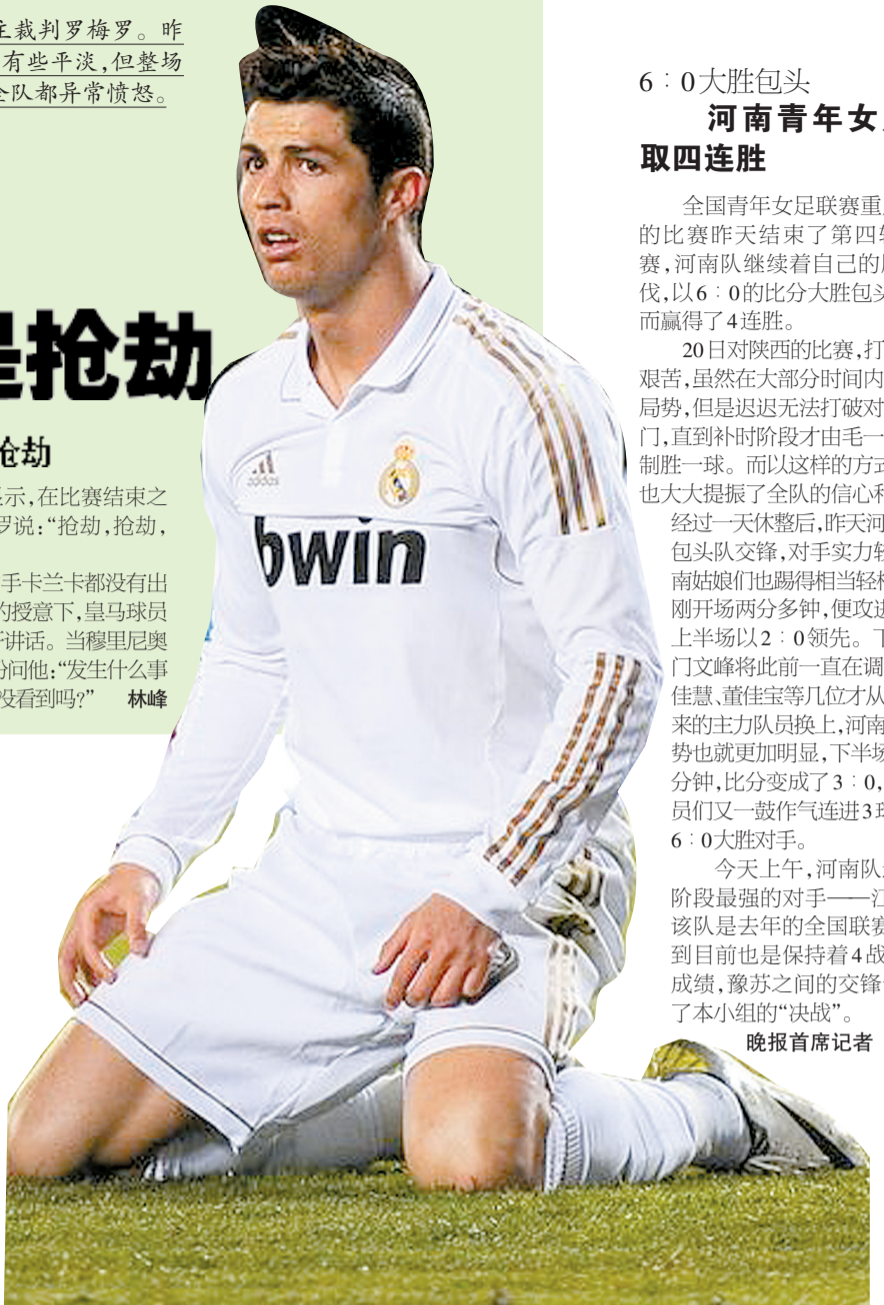 主裁判罗梅罗。昨
有些平淡,但整场
全队都异常愤怒。
是抢劫
抢劫
示,在比赛结束之
罗说:“抢劫,抢劫,
手卡兰卡都没有出
的授意下,皇马球员
讲话。当穆里尼奥
问他:“发生什么事
没看到吗?” 林峰
adidas
bwin
6∶0大胜包头
河南青年女
取四连胜
全国青年女足联赛重
的比赛昨天结束了第四
赛,河南队继续着自己的
伐,以6∶0的比分大胜包头
而赢得了4连胜。
20日对陕西的比赛,打
艰苦,虽然在大部分时间内
局势,但是迟迟无法打破对
门,直到补时阶段才由毛一
制胜一球。而以这样的方式
也大大提振了全队的信心和
经过一天休整后,昨天河
包头队交锋,对手实力较
南姑娘们也踢得相当轻松
刚开场两分多钟,便攻进
上半场以2∶0领先。下
门文峰将此前一直在调
佳慧、董佳宝等几位才从
来的主力队员换上,河南
势也就更加明显,下半场
分钟,比分变成了3∶0,
员们又一鼓作气连进3球
6∶0大胜对手。
今天上午,河南队
阶段最强的对手——江
该队是去年的全国联赛
到目前也是保持着4战
成绩,豫苏之间的交锋
了本小组的“决战”。
晚报首席记者